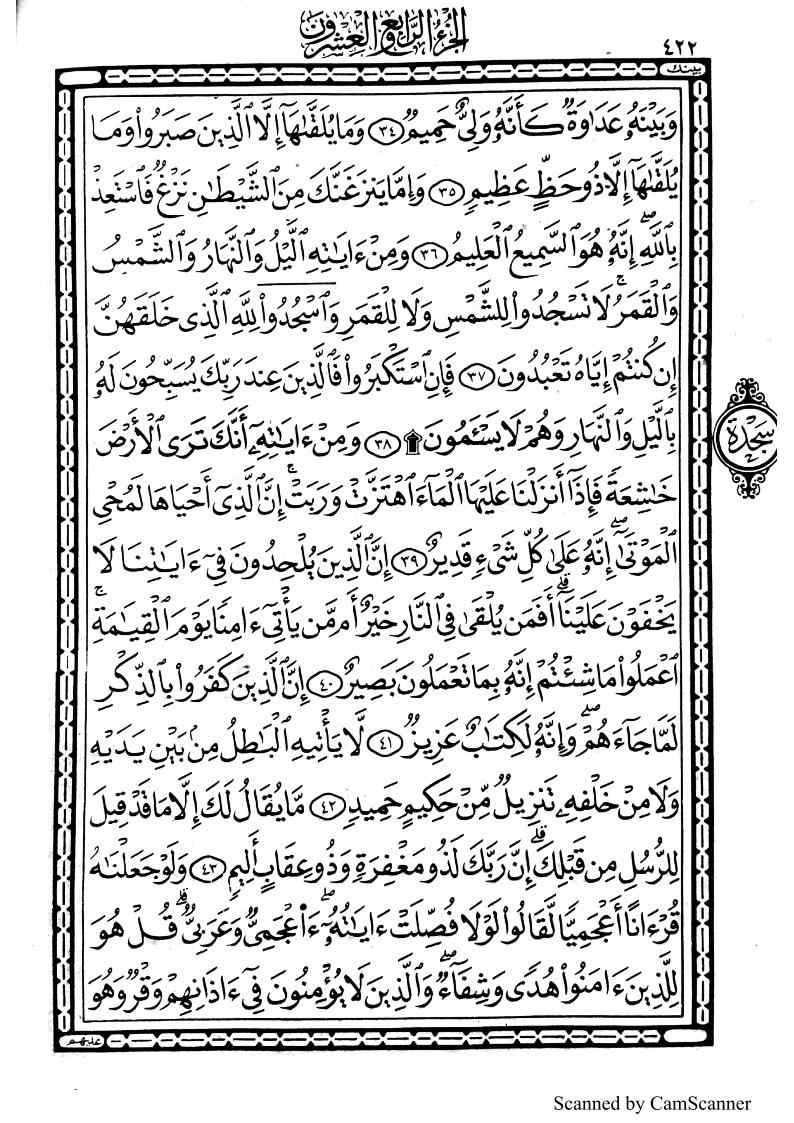 ٤٢٢
الجزء الرابع والعشرون
بينك
وَبَيْنَهُۥ عَدَٰوَةٌ كَأَنَّهُۥ وَلِىٌّ حَمِيمٌ ٣٤ وَمَا يُلَقَّىٰهَآ إِلَّا ٱلَّذِينَ صَبَرُوا۟ وَمَا
يُلَقَّىٰهَآ إِلَّا ذُو حَظٍّ عَظِيمٍ ٣٥ وَإِمَّا يَنزَغَنَّكَ مِنَ ٱلشَّيْطَٰنِ نَزْغٌ فَٱسْتَعِذْ
بِٱللَّهِ ۖ إِنَّهُۥ هُوَ ٱلسَّمِيعُ ٱلْعَلِيمُ ٣٦ وَمِنْ ءَايَٰتِهِ ٱلَّيْلُ وَٱلنَّهَارُ وَٱلشَّمْسُ
وَٱلْقَمَرُ ۚ لَا تَسْجُدُوا۟ لِلشَّمْسِ وَلَا لِلْقَمَرِ وَٱسْجُدُوا۟ لِلَّهِ ٱلَّذِى خَلَقَهُنَّ
إِن كُنتُمْ إِيَّاهُ تَعْبُدُونَ ٣٧ فَإِنِ ٱسْتَكْبَرُوا۟ فَٱلَّذِينَ عِندَ رَبِّكَ يُسَبِّحُونَ لَهُۥ
بِٱلَّيْلِ وَٱلنَّهَارِ وَهُمْ لَا يَسْـَٔمُونَ ۩ ٣٨ وَمِنْ ءَايَٰتِهِۦٓ أَنَّكَ تَرَى ٱلْأَرْضَ
سجدة
خَٰشِعَةً فَإِذَآ أَنزَلْنَا عَلَيْهَا ٱلْمَآءَ ٱهْتَزَّتْ وَرَبَتْ ۚ إِنَّ ٱلَّذِىٓ أَحْيَاهَا لَمُحْىِ
ٱلْمَوْتَىٰٓ ۖ إِنَّهُۥ عَلَىٰ كُلِّ شَىْءٍ قَدِيرٌ ٣٩ إِنَّ ٱلَّذِينَ يُلْحِدُونَ فِىٓ ءَايَٰتِنَا لَا
يَخْفَوْنَ عَلَيْنَآ ۗ أَفَمَن يُلْقَىٰ فِى ٱلنَّارِ خَيْرٌ أَم مَّن يَأْتِىٓ ءَامِنًا يَوْمَ ٱلْقِيَٰمَةِ ۚ
ٱعْمَلُوا۟ مَا شِئْتُمْ إِنَّهُۥ بِمَا تَعْمَلُونَ بَصِيرٌ ٤٠ إِنَّ ٱلَّذِينَ كَفَرُوا۟ بِٱلذِّكْرِ
لَمَّا جَآءَهُمْ ۖ وَإِنَّهُۥ لَكِتَٰبٌ عَزِيزٌ ٤١ لَّا يَأْتِيهِ ٱلْبَٰطِلُ مِنۢ بَيْنِ يَدَيْهِ
وَلَا مِنْ خَلْفِهِۦ تَنزِيلٌ مِّنْ حَكِيمٍ حَمِيدٍ ٤٢ مَّا يُقَالُ لَكَ إِلَّا مَا قَدْ قِيلَ
لِلرُّسُلِ مِن قَبْلِكَ ۗ إِنَّ رَبَّكَ لَذُو مَغْفِرَةٍ وَذُو عِقَابٍ أَلِيمٍ ٤٣ وَلَوْ جَعَلْنَٰهُ
قُرْءَانًا أَعْجَمِيًّا لَّقَالُوا۟ لَوْلَا فُصِّلَتْ ءَايَٰتُهُۥٓ ۖ ءَا۬عْجَمِىٌّ وَعَرَبِىٌّ ۗ قُلْ هُوَ
لِلَّذِينَ ءَامَنُوا۟ هُدًى وَشِفَآءٌ ۖ وَٱلَّذِينَ لَا يُؤْمِنُونَ فِىٓ ءَاذَانِهِمْ وَقْرٌ وَهُوَ
عليهم
Scanned by CamScanner